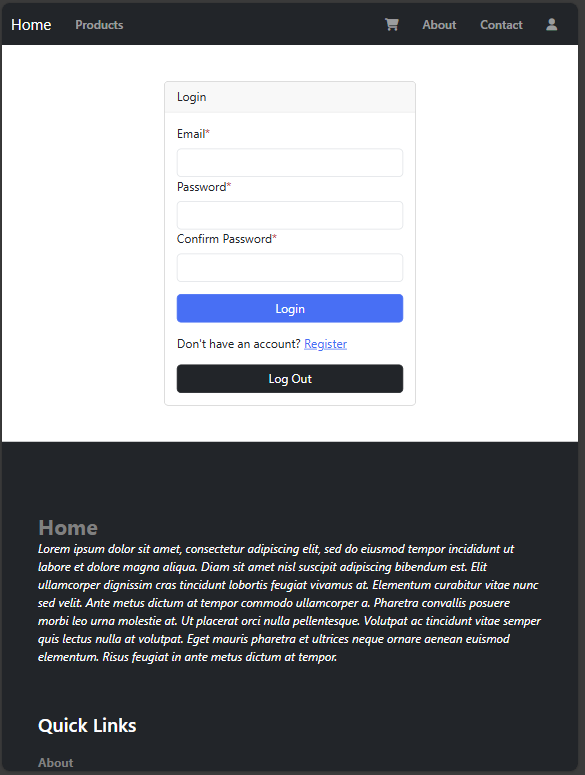 Home Products About Contact
Login
Email*
Password*
Confirm Password*
Login
Don't have an account? Register
Log Out
Home
Lorem ipsum dolor sit amet, consectetur adipiscing elit, sed do eiusmod tempor incididunt ut
labore et dolore magna aliqua. Diam sit amet nisl suscipit adipiscing bibendum est. Elit
ullamcorper dignissim cras tincidunt lobortis feugiat vivamus at. Elementum curabitur vitae nunc
sed velit. Ante metus dictum at tempor commodo ullamcorper a. Pharetra convallis posuere
morbi leo urna molestie at. Ut placerat orci nulla pellentesque. Volutpat ac tincidunt vitae semper
quis lectus nulla at volutpat. Eget mauris pharetra et ultrices neque ornare aenean euismod
elementum. Risus feugiat in ante metus dictum at tempor.
Quick Links
About